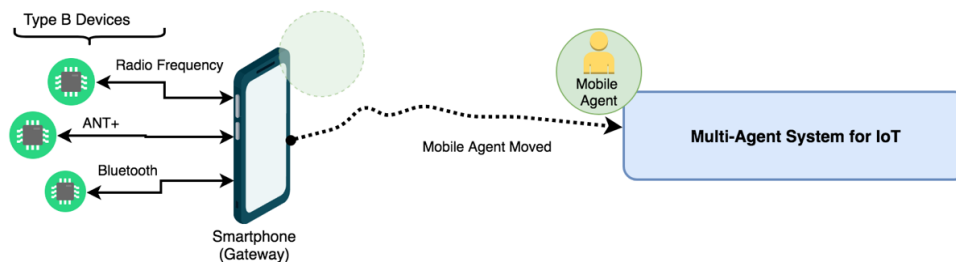 Type B Devices
Radio Frequency
ANT+
Bluetooth
Smartphone
(Gateway)
Mobile Agent Moved
Mobile
Agent
Multi-Agent System for IoT